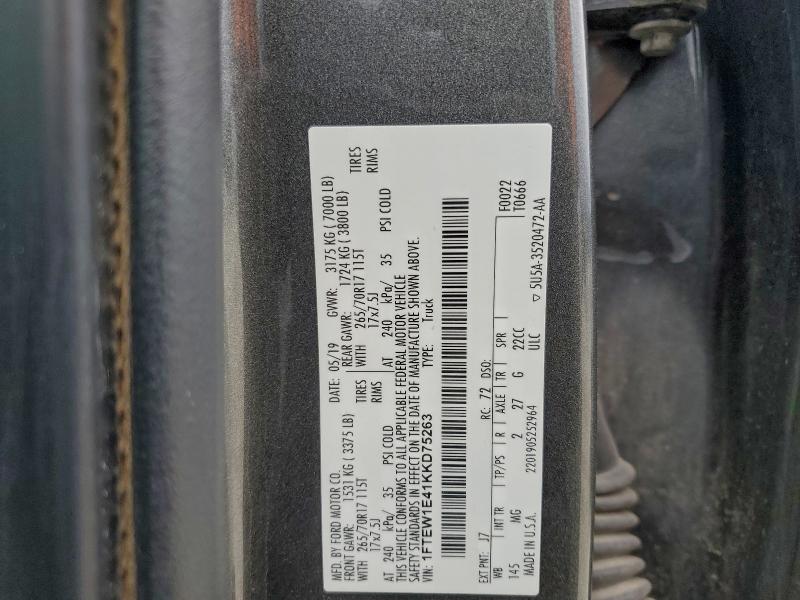 MFD. BY FORD MOTOR CO.
DATE: 05/19 GVWR: 3175 KG ( 7000 LB)
FRONT GAWR: 1531 KG ( 3375 LB)
REAR GAWR: 1724 KG ( 3800 LB)
WITH 265/70R17 115T TIRES
WITH 265/70R17 115T TIRES
17x7.5J RIMS
17x7.5J RIMS
AT 240 kPa/ 35 PSI COLD
AT 240 kPa/ 35 PSI COLD
THIS VEHICLE CONFORMS TO ALL APPLICABLE FEDERAL MOTOR VEHICLE
SAFETY STANDARDS IN EFFECT ON THE DATE OF MANUFACTURE SHOWN ABOVE.
VIN: 1FTEW1E41KKD75263 TYPE: Truck
EXT PNT: J7 RC: 72 DSO: F0022
WB INT TR TP/PS R AXLE TR SPR T0666
145 MG 2 27 G 22CC
ULC
MADE IN U.S.A. 2201905252964 ▽ 5U5A-3520472-AA